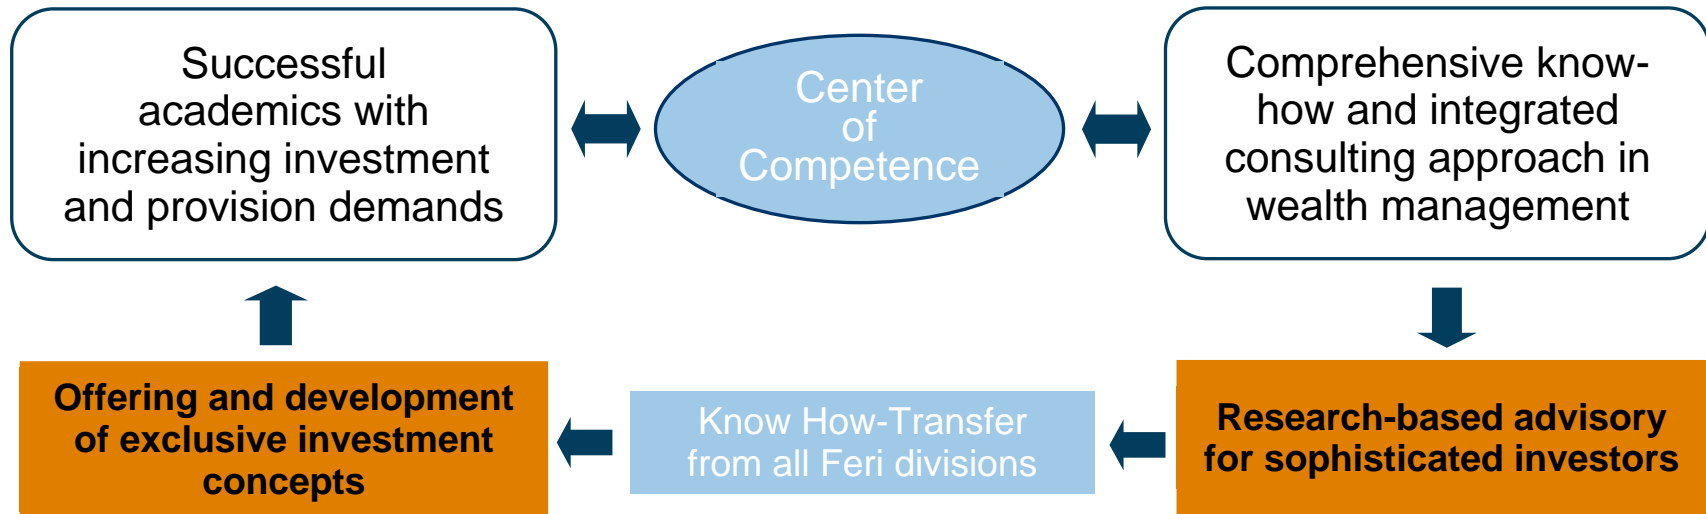 Successful
academics with
increasing investment
and provision demands
Center
of
Competence
Comprehensive know-
how and integrated
consulting approach in
wealth management
Offering and development
of exclusive investment
concepts
Know How-Transfer
from all Feri divisions
Research-based advisory
for sophisticated investors